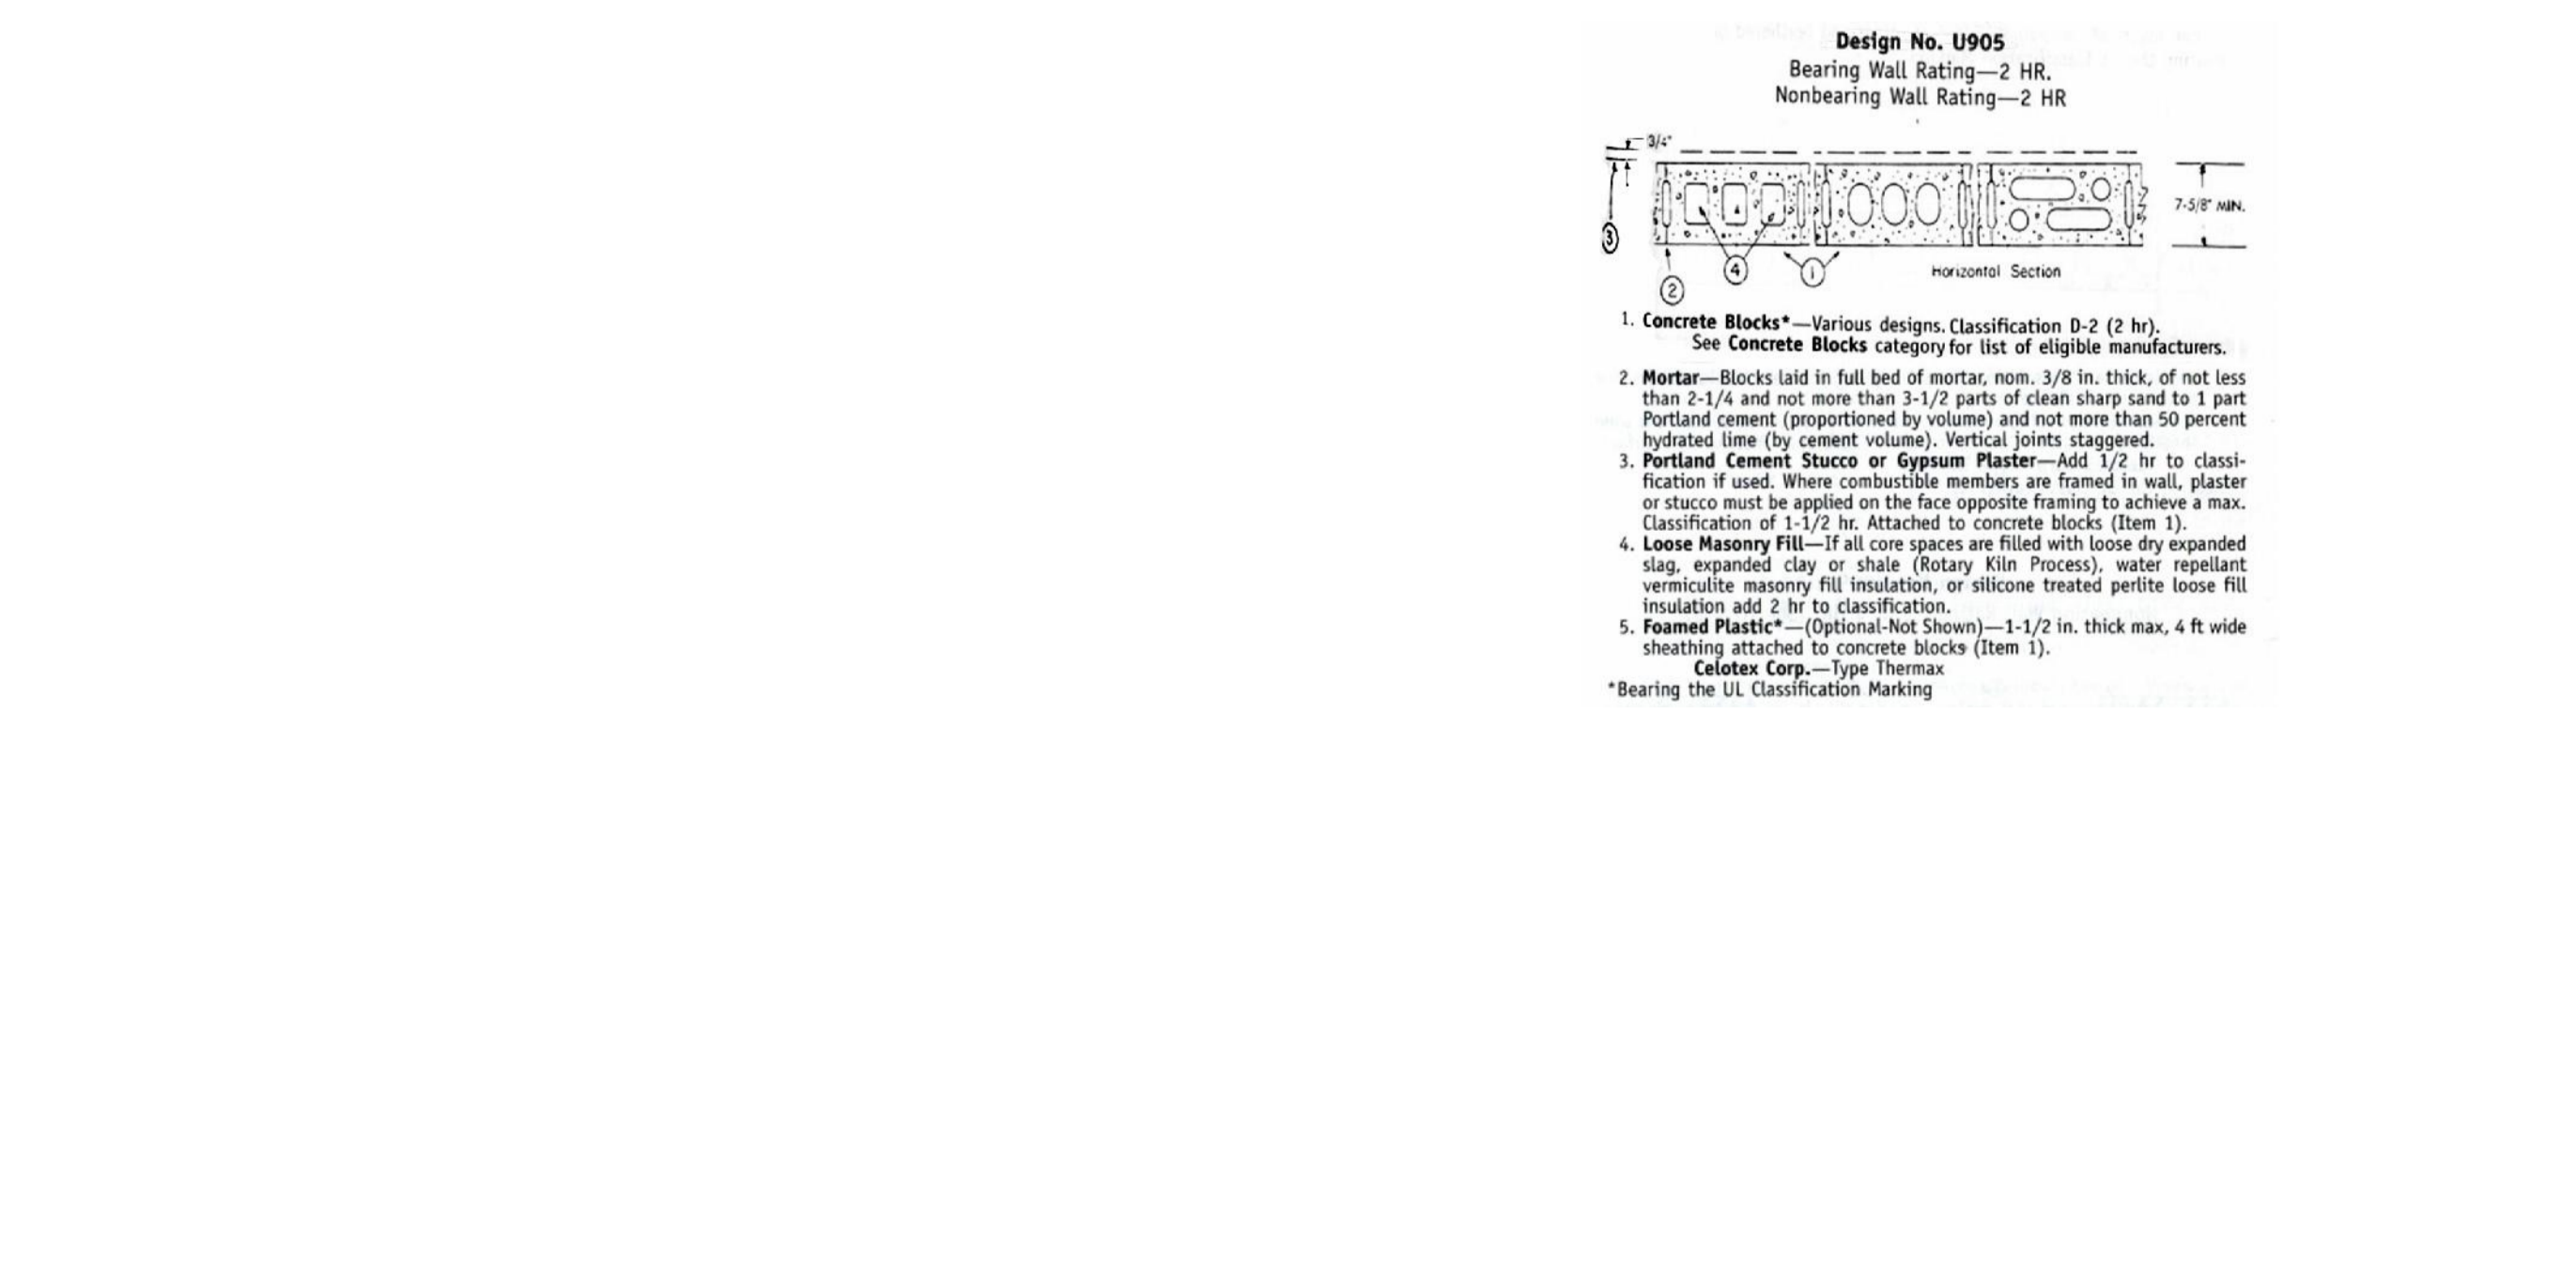 Design No. U905
Bearing Wall Rating—2 HR.
Nonbearing Wall Rating—2 HR
3/4"
7-5/8" MIN.
3
4
1
Horizontal Section
2
1. Concrete Blocks*—Various designs. Classification D-2 (2 hr).
See Concrete Blocks category for list of eligible manufacturers.
2. Mortar—Blocks laid in full bed of mortar, nom. 3/8 in. thick, of not less
than 2-1/4 and not more than 3-1/2 parts of clean sharp sand to 1 part
Portland cement (proportioned by volume) and not more than 50 percent
hydrated lime (by cement volume). Vertical joints staggered.
3. Portland Cement Stucco or Gypsum Plaster—Add 1/2 hr to classi-
fication if used. Where combustible members are framed in wall, plaster
or stucco must be applied on the face opposite framing to achieve a max.
Classification of 1-1/2 hr. Attached to concrete blocks (Item 1).
4. Loose Masonry Fill—If all core spaces are filled with loose dry expanded
slag, expanded clay or shale (Rotary Kiln Process), water repellant
vermiculite masonry fill insulation, or silicone treated perlite loose fill
insulation add 2 hr to classification.
5. Foamed Plastic*—(Optional-Not Shown)—1-1/2 in. thick max, 4 ft wide
sheathing attached to concrete blocks (Item 1).
Celotex Corp.—Type Thermax
*Bearing the UL Classification Marking